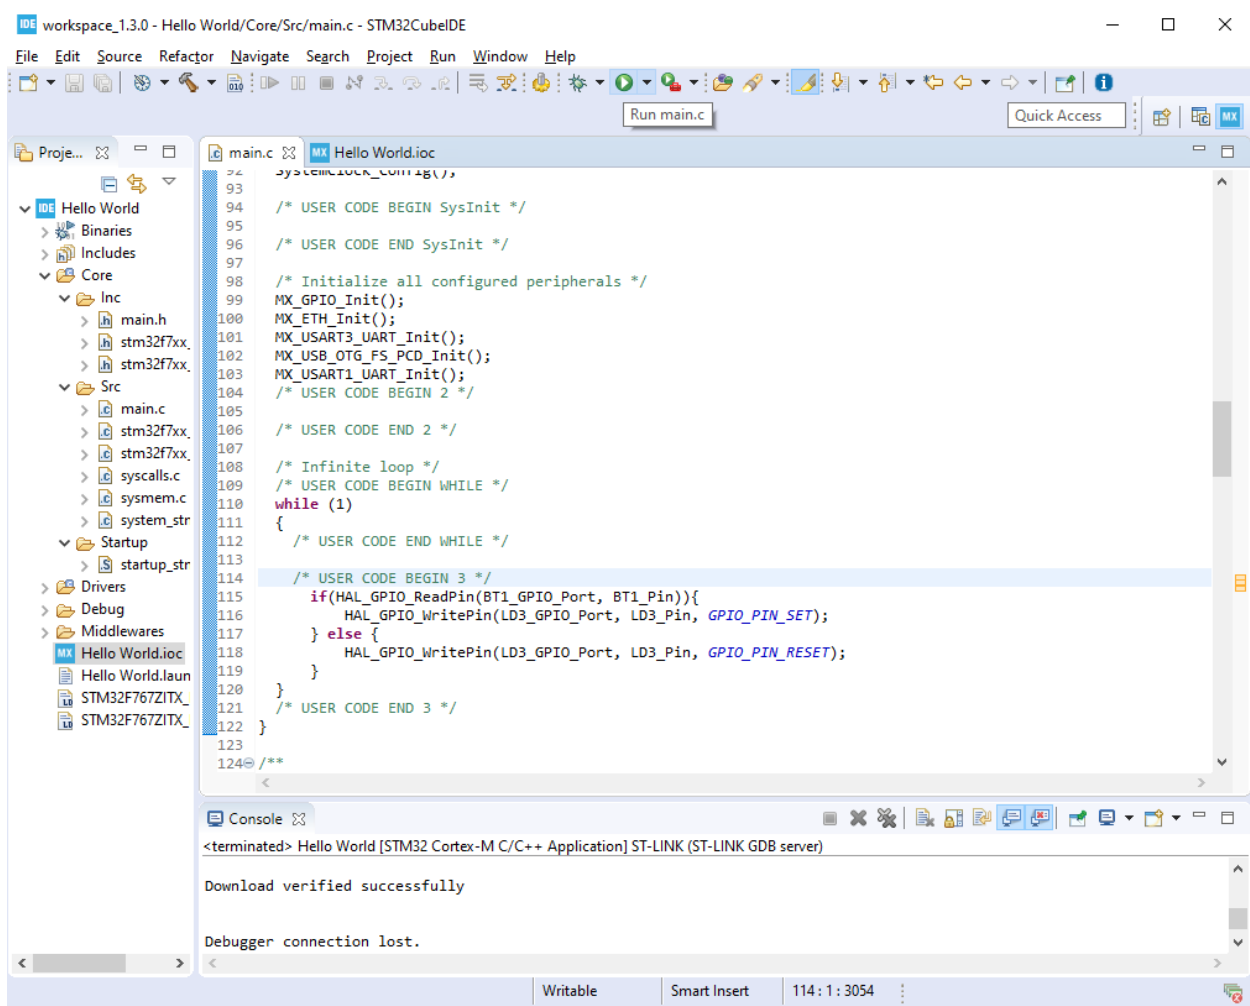 IDE workspace_1.3.0 - Hello World/Core/Src/main.c - STM32CubeIDE
File Edit Source Refactor Navigate Search Project Run Window Help
Run main.c
Quick Access
MX
Proje...
IDE Hello World
Binaries
Includes
Core
Inc
.h main.h
.h stm32f7xx_
.h stm32f7xx_
Src
.c main.c
.c stm32f7xx_
.c stm32f7xx_
.c syscalls.c
.c sysmem.c
.c system_str
Startup
.S startup_str
Drivers
Debug
Middlewares
MX Hello World.ioc
Hello World.laun
STM32F767ZITX_
STM32F767ZITX_
.c main.c MX Hello World.ioc
92 SystemClock_Config();
93
94 /* USER CODE BEGIN SysInit */
95
96 /* USER CODE END SysInit */
97
98 /* Initialize all configured peripherals */
99 MX_GPIO_Init();
100 MX_ETH_Init();
101 MX_USART3_UART_Init();
102 MX_USB_OTG_FS_PCD_Init();
103 MX_USART1_UART_Init();
104 /* USER CODE BEGIN 2 */
105
106 /* USER CODE END 2 */
107
108 /* Infinite loop */
109 /* USER CODE BEGIN WHILE */
110 while (1)
111 {
112 /* USER CODE END WHILE */
113
114 /* USER CODE BEGIN 3 */
115 if(HAL_GPIO_ReadPin(BT1_GPIO_Port, BT1_Pin)){
116 HAL_GPIO_WritePin(LD3_GPIO_Port, LD3_Pin, GPIO_PIN_SET);
117 } else {
118 HAL_GPIO_WritePin(LD3_GPIO_Port, LD3_Pin, GPIO_PIN_RESET);
119 }
120 }
121 /* USER CODE END 3 */
122 }
123
124 /**
Console
<terminated> Hello World [STM32 Cortex-M C/C++ Application] ST-LINK (ST-LINK GDB server)
Download verified successfully
Debugger connection lost.
Writable Smart Insert 114 : 1 : 3054